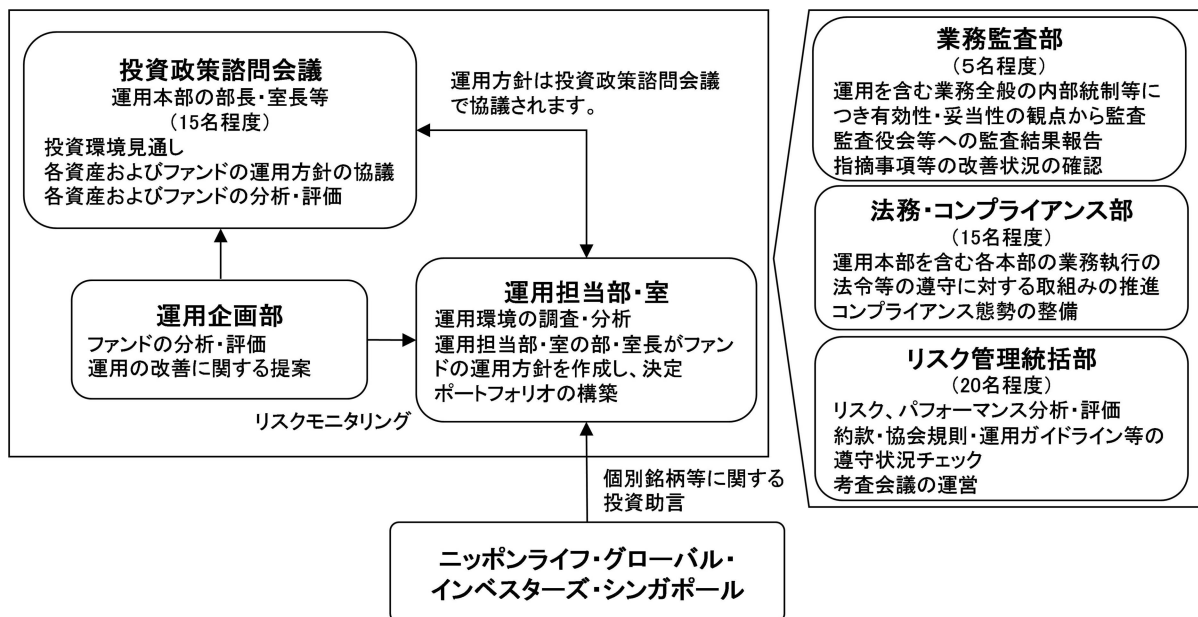 投資政策諮問会議
運用本部の部長・室長等
(15名程度)
投資環境見通し
各資産およびファンドの運用方針の協議
各資産およびファンドの分析・評価
運用方針は投資政策諮問会議
で協議されます。
運用企画部
ファンドの分析・評価
運用の改善に関する提案
リスクモニタリング
運用担当部・室
運用環境の調査・分析
運用担当部・室の部・室長がファン
ドの運用方針を作成し、決定
ポートフォリオの構築
個別銘柄等に関する
投資助言
ニッポンライフ・グローバル・
インベスターズ・シンガポール
業務監査部
(5名程度)
運用を含む業務全般の内部統制等に
つき有効性・妥当性の観点から監査
監査役会等への監査結果報告
指摘事項等の改善状況の確認
法務・コンプライアンス部
(15名程度)
運用本部を含む各本部の業務執行の
法令等の遵守に対する取組みの推進
コンプライアンス態勢の整備
リスク管理統括部
(20名程度)
リスク、パフォーマンス分析・評価
約款・協会規則・運用ガイドライン等の
遵守状況チェック
考査会議の運営